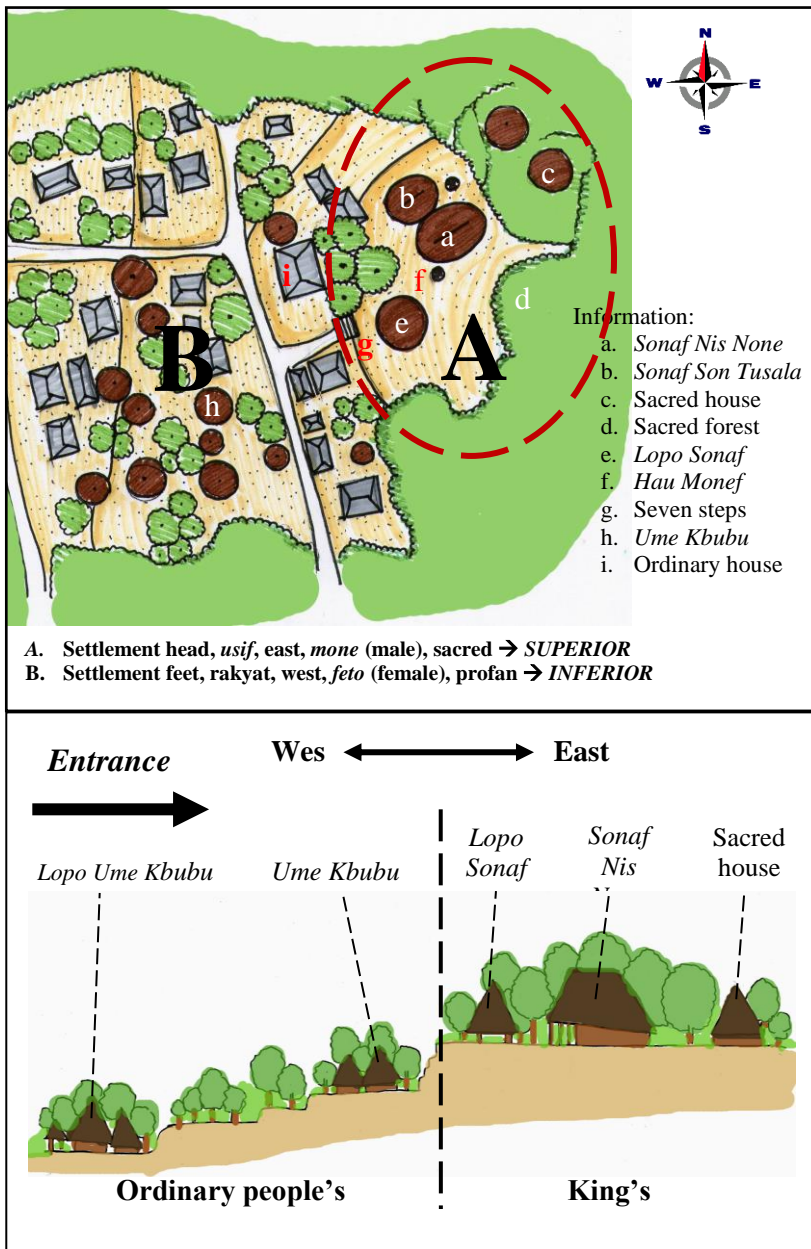 N
W E
S
b
c
a
i
f
d
e
B
g
A
h
Information:
a. Sonaf Nis None
b. Sonaf Son Tusala
c. Sacred house
d. Sacred forest
e. Lopo Sonaf
f. Hau Monef
g. Seven steps
h. Ume Kbubu
i. Ordinary house
A. Settlement head, usif, east, mone (male), sacred → SUPERIOR
B. Settlement feet, rakyat, west, feto (female), profan → INFERIOR
Entrance
Wes East
Lopo Ume Kbubu
Ume Kbubu
Lopo
Sonaf
Sonaf
Nis
Sacred
house
Ordinary people's
King's